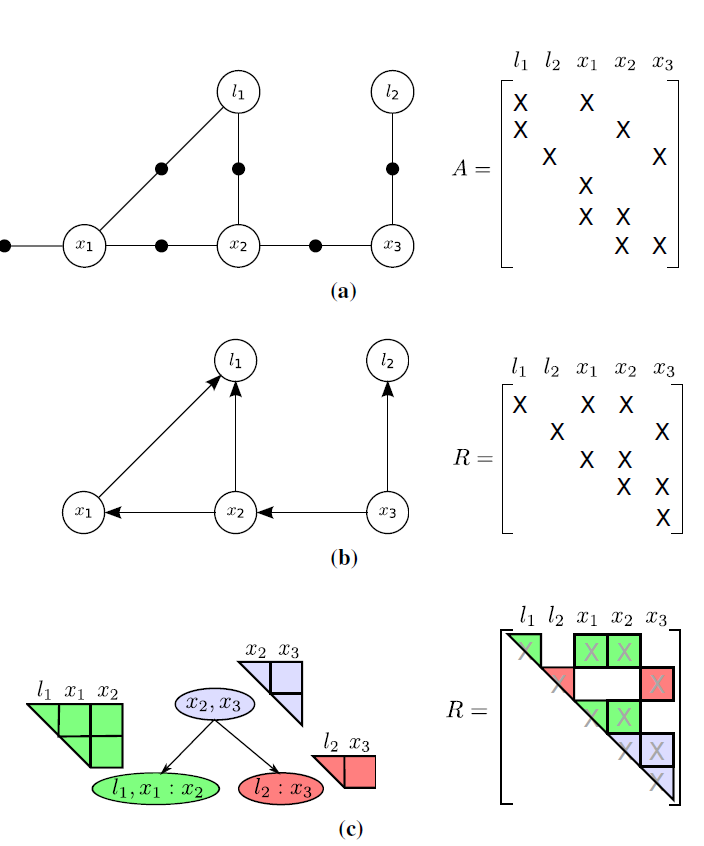 l₁ l₂ x₁ x₂ x₃
l₁ l₂
X X
X X
A = X X
X
x₁ x₂ x₃
X X
X X
(a)
l₁ l₂ x₁ x₂ x₃
l₁ l₂
X X X
X X
R = X X
x₁ x₂ x₃
X X
X
(b)
l₁ l₂ x₁ x₂ x₃
x₂ x₃
X X X
l₁ x₁ x₂
x₂, x₃
X X
R = X X
l₂ x₃
X X
l₁, x₁ : x₂
l₂ : x₃
X
(c)